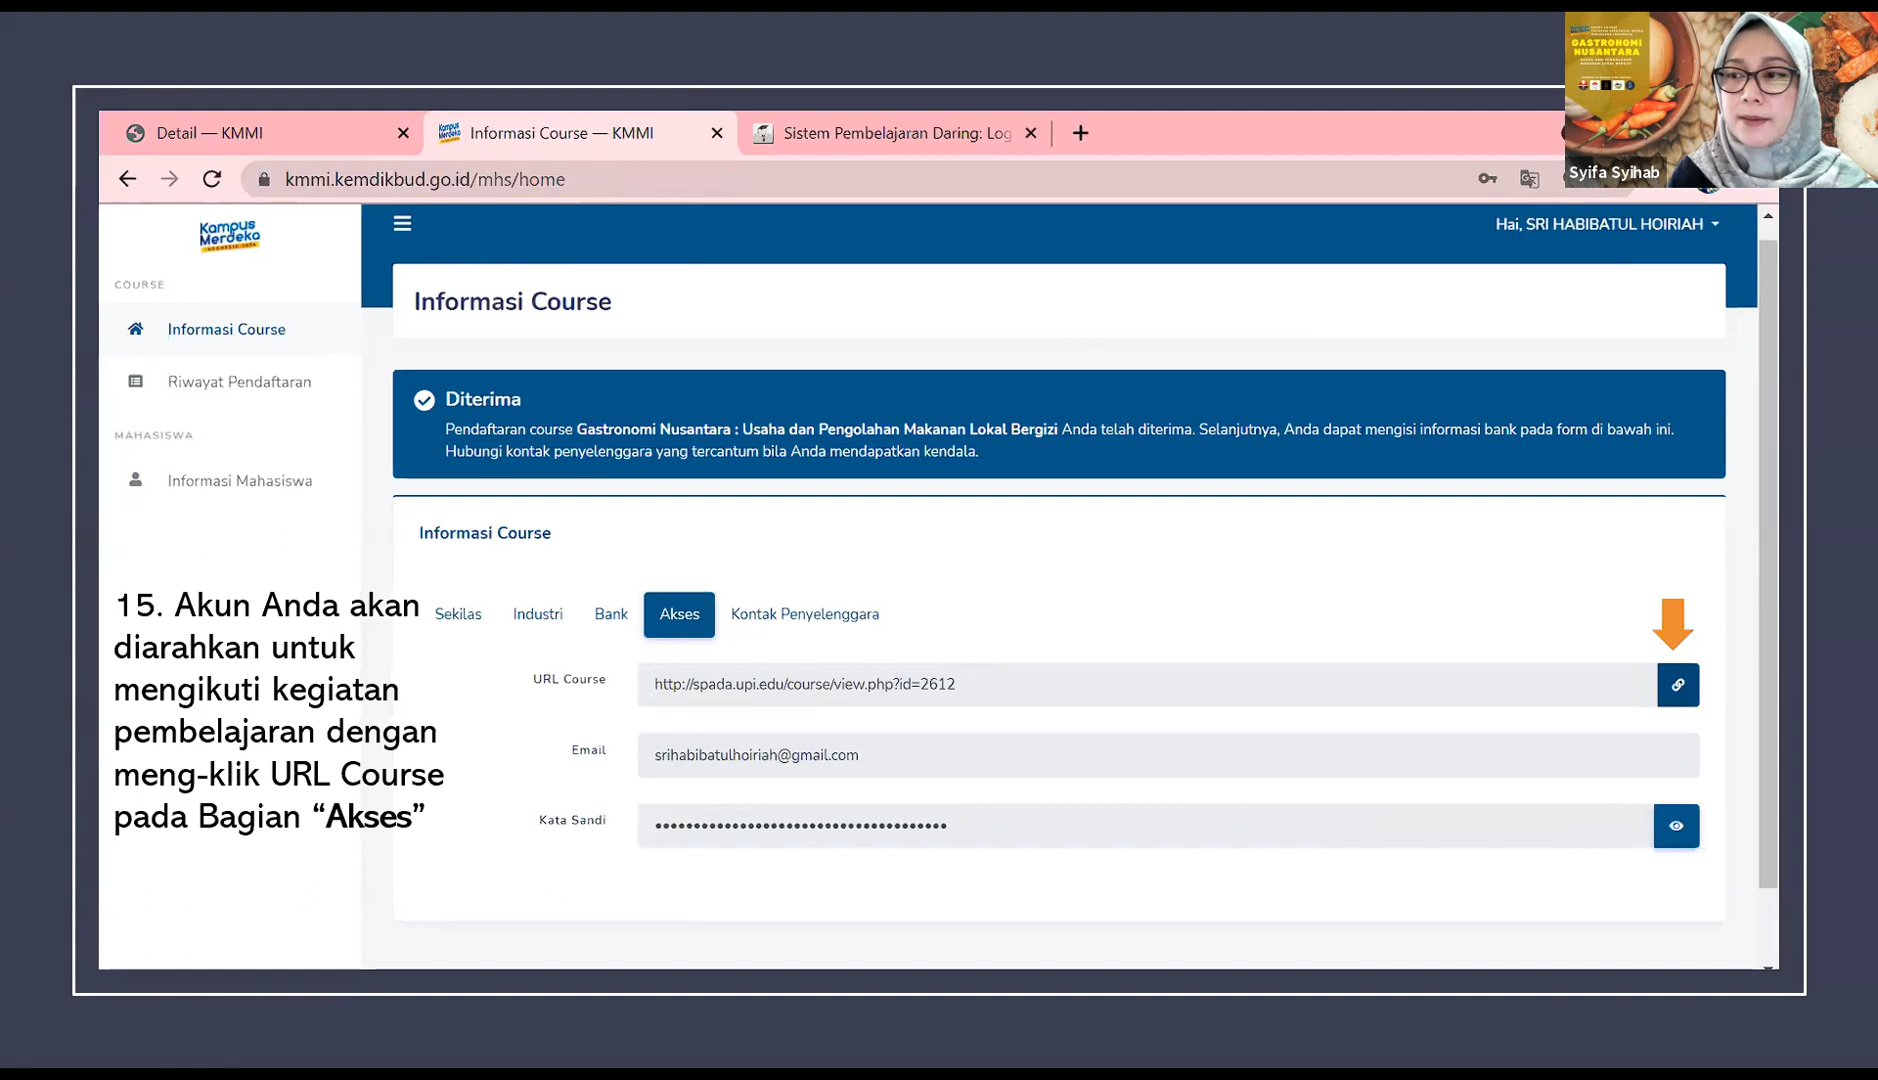 GASTRONOMI
NUSANTARA
Syifa Syihab
Detail — KMMI
Informasi Course — KMMI
Sistem Pembelajaran Daring: Log
kmmi.kemdikbud.go.id/mhs/home
Kampus
Merdeka
INDONESIA JAYA
Hai, SRI HABIBATUL HOIRIAH
COURSE
Informasi Course
Riwayat Pendaftaran
MAHASISWA
Informasi Mahasiswa
Informasi Course
Diterima
Pendaftaran course Gastronomi Nusantara : Usaha dan Pengolahan Makanan Lokal Bergizi Anda telah diterima. Selanjutnya, Anda dapat mengisi informasi bank pada form di bawah ini.
Hubungi kontak penyelenggara yang tercantum bila Anda mendapatkan kendala.
Informasi Course
Sekilas Industri Bank Akses Kontak Penyelenggara
URL Course http://spada.upi.edu/course/view.php?id=2612
Email srihabibatulhoiriah@gmail.com
Kata Sandi
15. Akun Anda akan
diarahkan untuk
mengikuti kegiatan
pembelajaran dengan
meng-klik URL Course
pada Bagian “Akses”